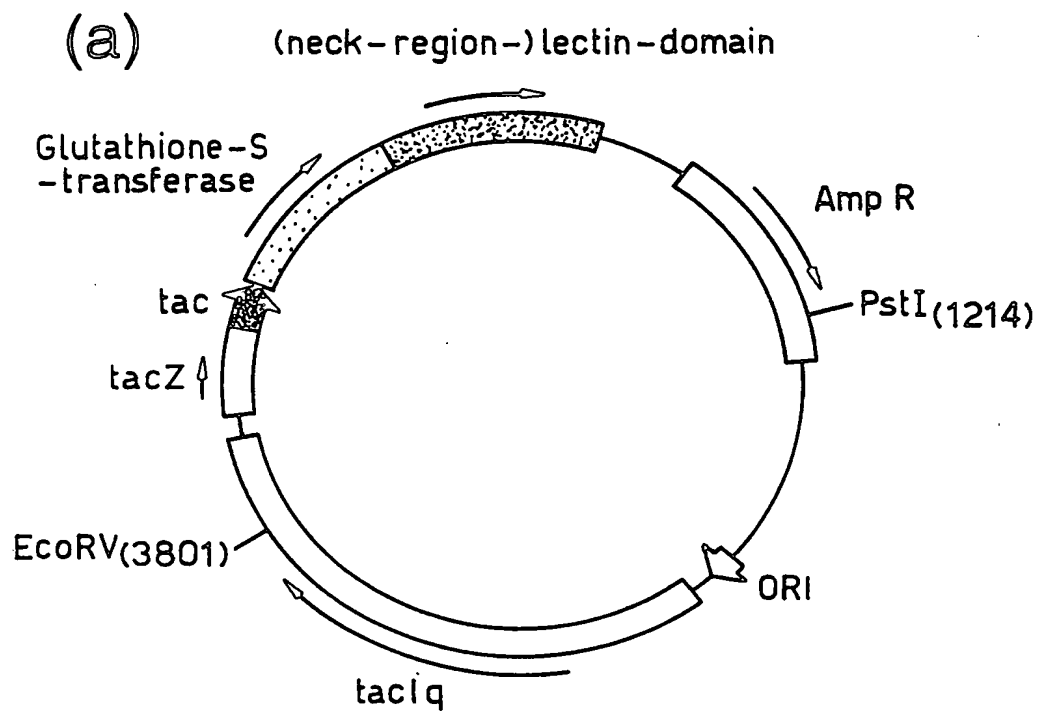 (a)
(neck-region-)lectin-domain
Glutathione-S
-transferase
Amp R
tac
PstI(1214)
tacZ
EcoRV(3801)
ORI
tacIq